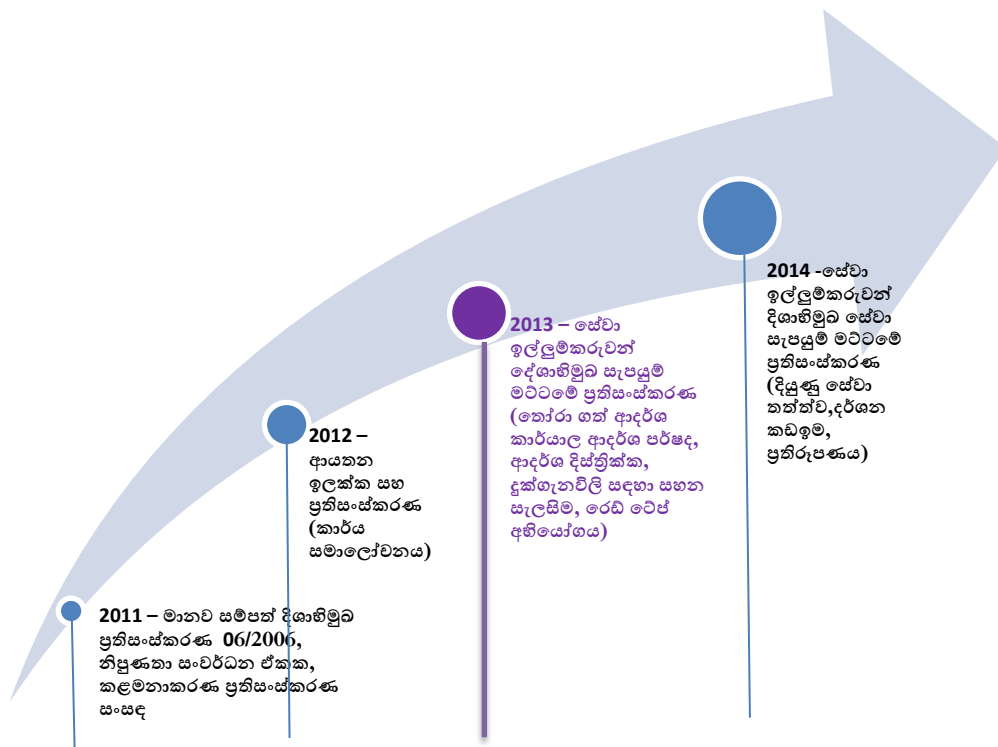 2011 – මානව සම්පත් දිශාභිමුඛ
ප්‍රතිසංස්කරණ 06/2006,
නිපුණතා සංවර්ධන ඒකක,
කළමනාකරණ ප්‍රතිසංස්කරණ
සංසඳ
2012 –
ආයතන
ඉලක්ක සහ
ප්‍රතිසංස්කරණ
(කාර්ය
සමාලෝචනය)
2013 – සේවා
ඉල්ලුම්කරුවන්
දේශාභිමුඛ සැපයුම්
මට්ටමේ ප්‍රතිසංස්කරණ
(තෝරා ගත් ආදර්ශ
කාර්යාල ආදර්ශ පර්ෂද,
ආදර්ශ දිස්ත්‍රික්ක,
දුක්ගැනවිලි සඳහා සහන
සැලසිම, රෙඩ් ටේප්
අභියෝගය)
2014 -සේවා
ඉල්ලුම්කරුවන්
දිශාභිමුඛ සේවා
සැපයුම් මට්ටමේ
ප්‍රතිසංස්කරණ
(දියුණු සේවා
තත්ත්ව,දර්ශන
කඩඉම,
ප්‍රතිරූපණය)